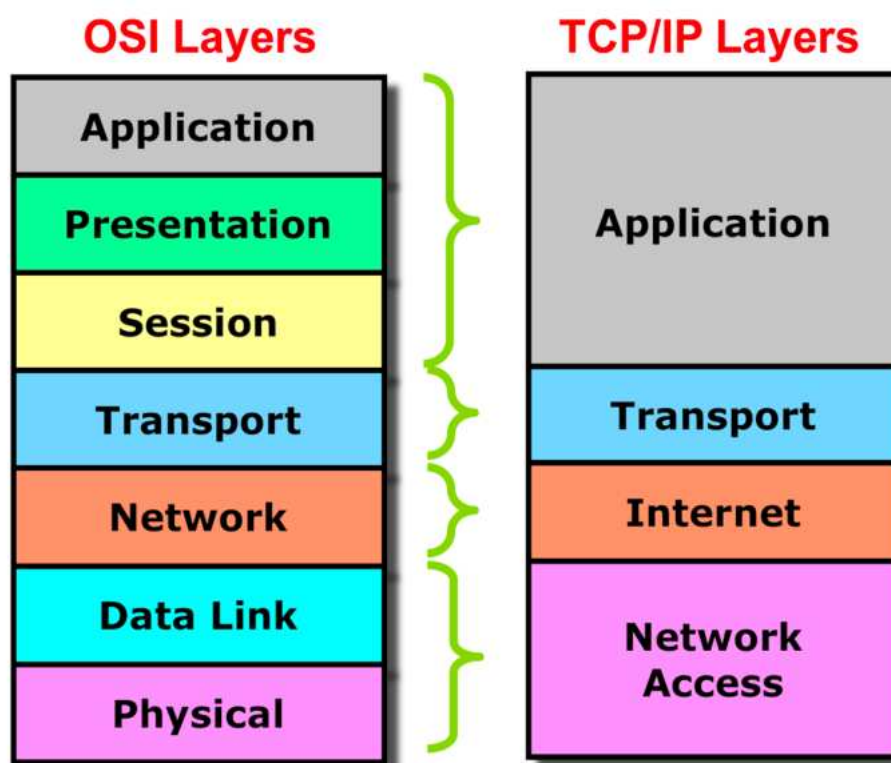 OSI Layers
Application
Presentation
Session
Transport
Network
Data Link
Physical
TCP/IP Layers
Application
Transport
Internet
Network
Access